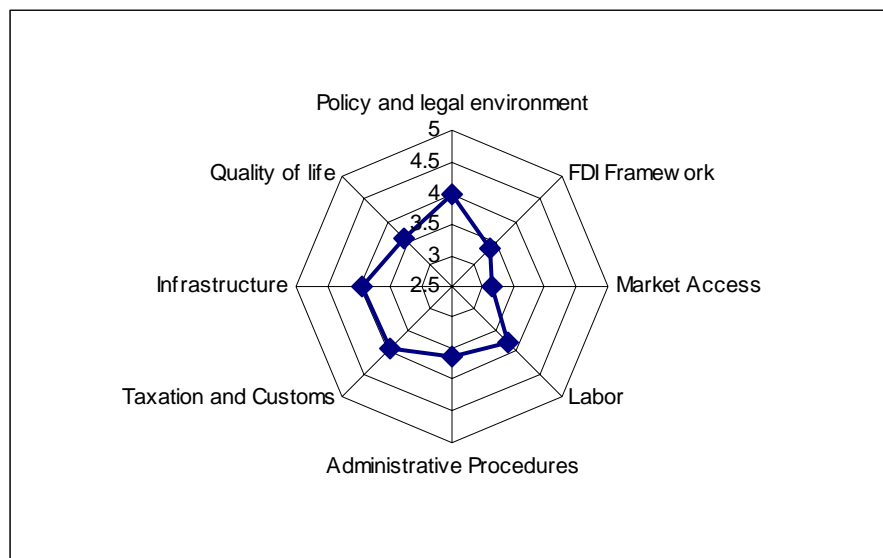 Policy and legal environment
5
Quality of life
4.5
FDI Framework
4
3.5
3
Infrastructure
2.5
Market Access
Taxation and Customs
Labor
Administrative Procedures